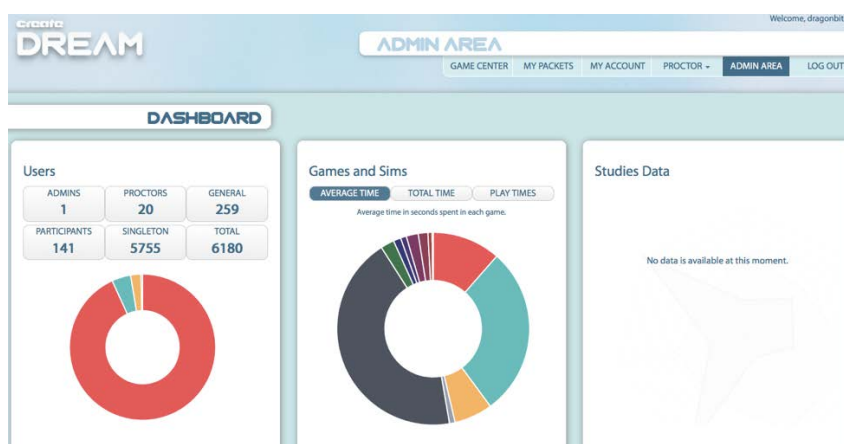 Welcome, dragonbit
create
DREAM
ADMIN AREA
GAME CENTER MY PACKETS MY ACCOUNT PROCTOR ADMIN AREA LOG OUT
DASHBOARD
Users
ADMINS PROCTORS GENERAL
1 20 259
PARTICIPANTS SINGLETON TOTAL
141 5755 6180
Games and Sims
AVERAGE TIME TOTAL TIME PLAY TIMES
Average time in seconds spent in each game.
Studies Data
No data is available at this moment.